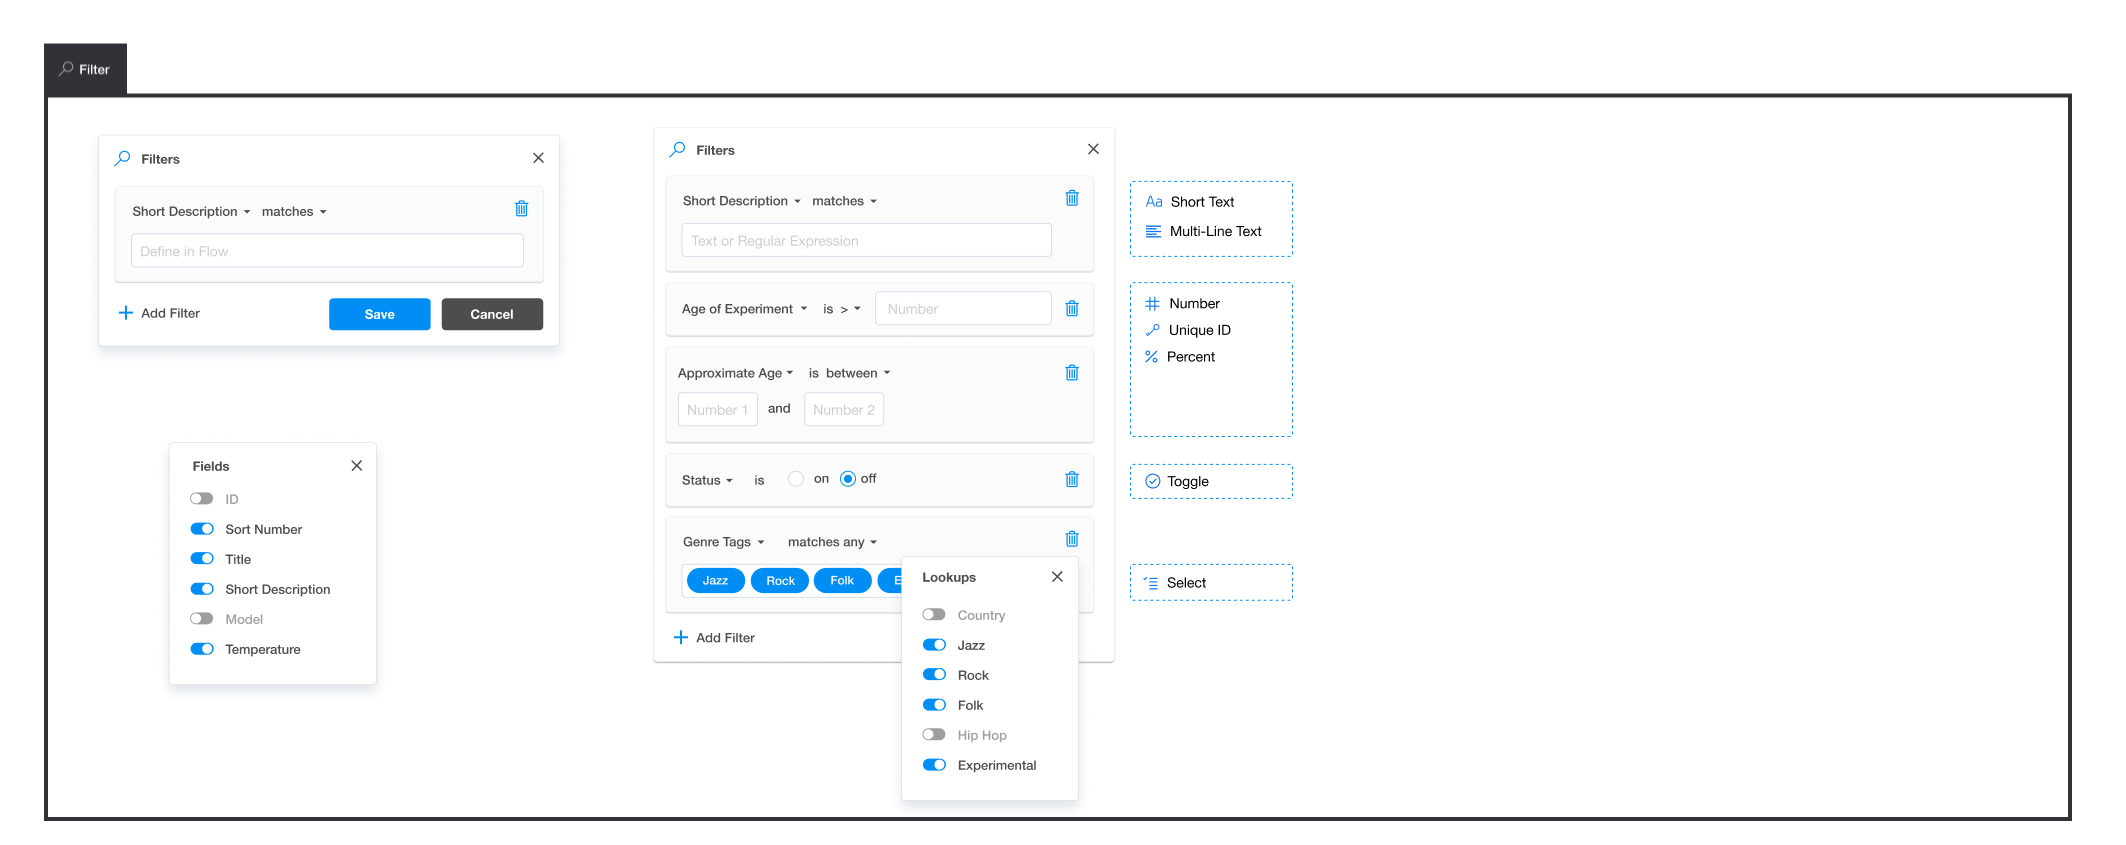 Filter
Filters
Short Description matches
Define in Flow
Add Filter Save Cancel
Fields
ID
Sort Number
Title
Short Description
Model
Temperature
Filters
Short Description matches
Text or Regular Expression
Age of Experiment is > Number
Approximate Age is between
Number 1 and Number 2
Status is on off
Genre Tags matches any
Jazz Rock Folk E
Add Filter
Lookups
Country
Jazz
Rock
Folk
Hip Hop
Experimental
Aa Short Text
Multi-Line Text
Number
Unique ID
% Percent
Toggle
Select